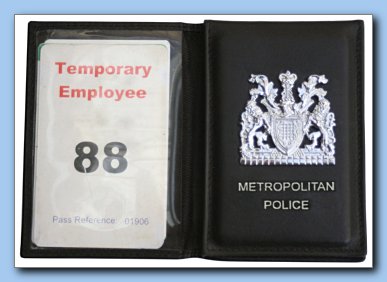 Temporary
Employee
88
Pass Reference: 01906
METROPOLITAN
POLICE